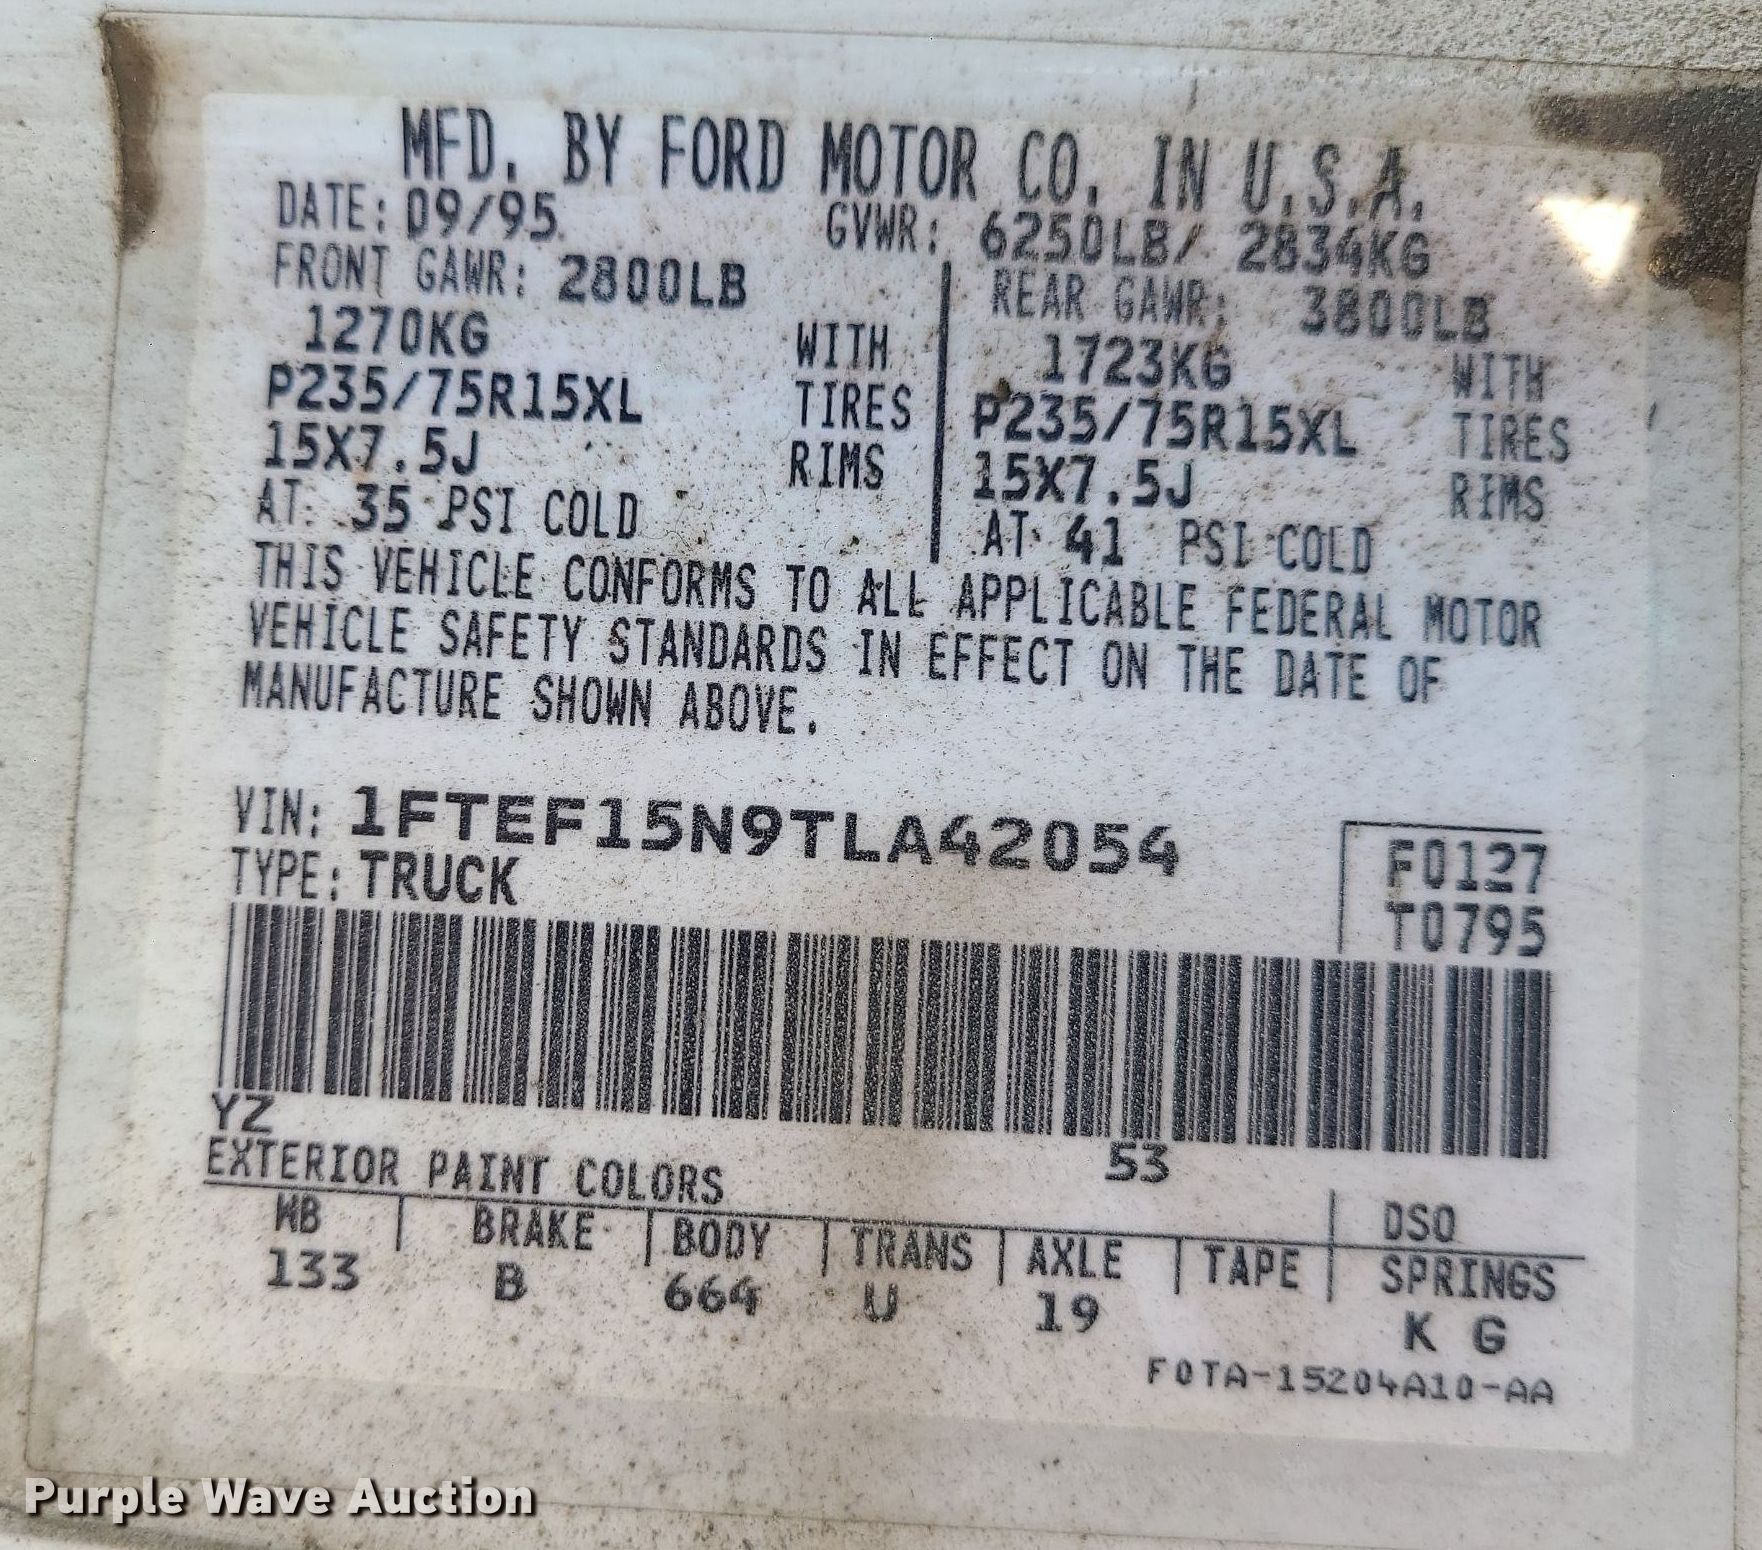 MFD. BY FORD MOTOR CO. IN U.S.A.
DATE: 09/95 GVWR: 6250LB/ 2834KG
FRONT GAWR: 2800LB REAR GAWR: 3800LB
1270KG WITH 1723KG WITH
P235/75R15XL TIRES P235/75R15XL TIRES
15X7.5J RIMS 15X7.5J RIMS
AT: 35 PSI COLD AT 41 PSI COLD
THIS VEHICLE CONFORMS TO ALL APPLICABLE FEDERAL MOTOR
VEHICLE SAFETY STANDARDS IN EFFECT ON THE DATE OF
MANUFACTURE SHOWN ABOVE.
VIN: 1FTEF15N9TLA42054 F0127
TYPE: TRUCK T0795
YZ 53
EXTERIOR PAINT COLORS DSO
WB BRAKE BODY TRANS AXLE TAPE SPRINGS
133 B 664 U 19 K G
F0TA-15204A10-AA
Purple Wave Auction